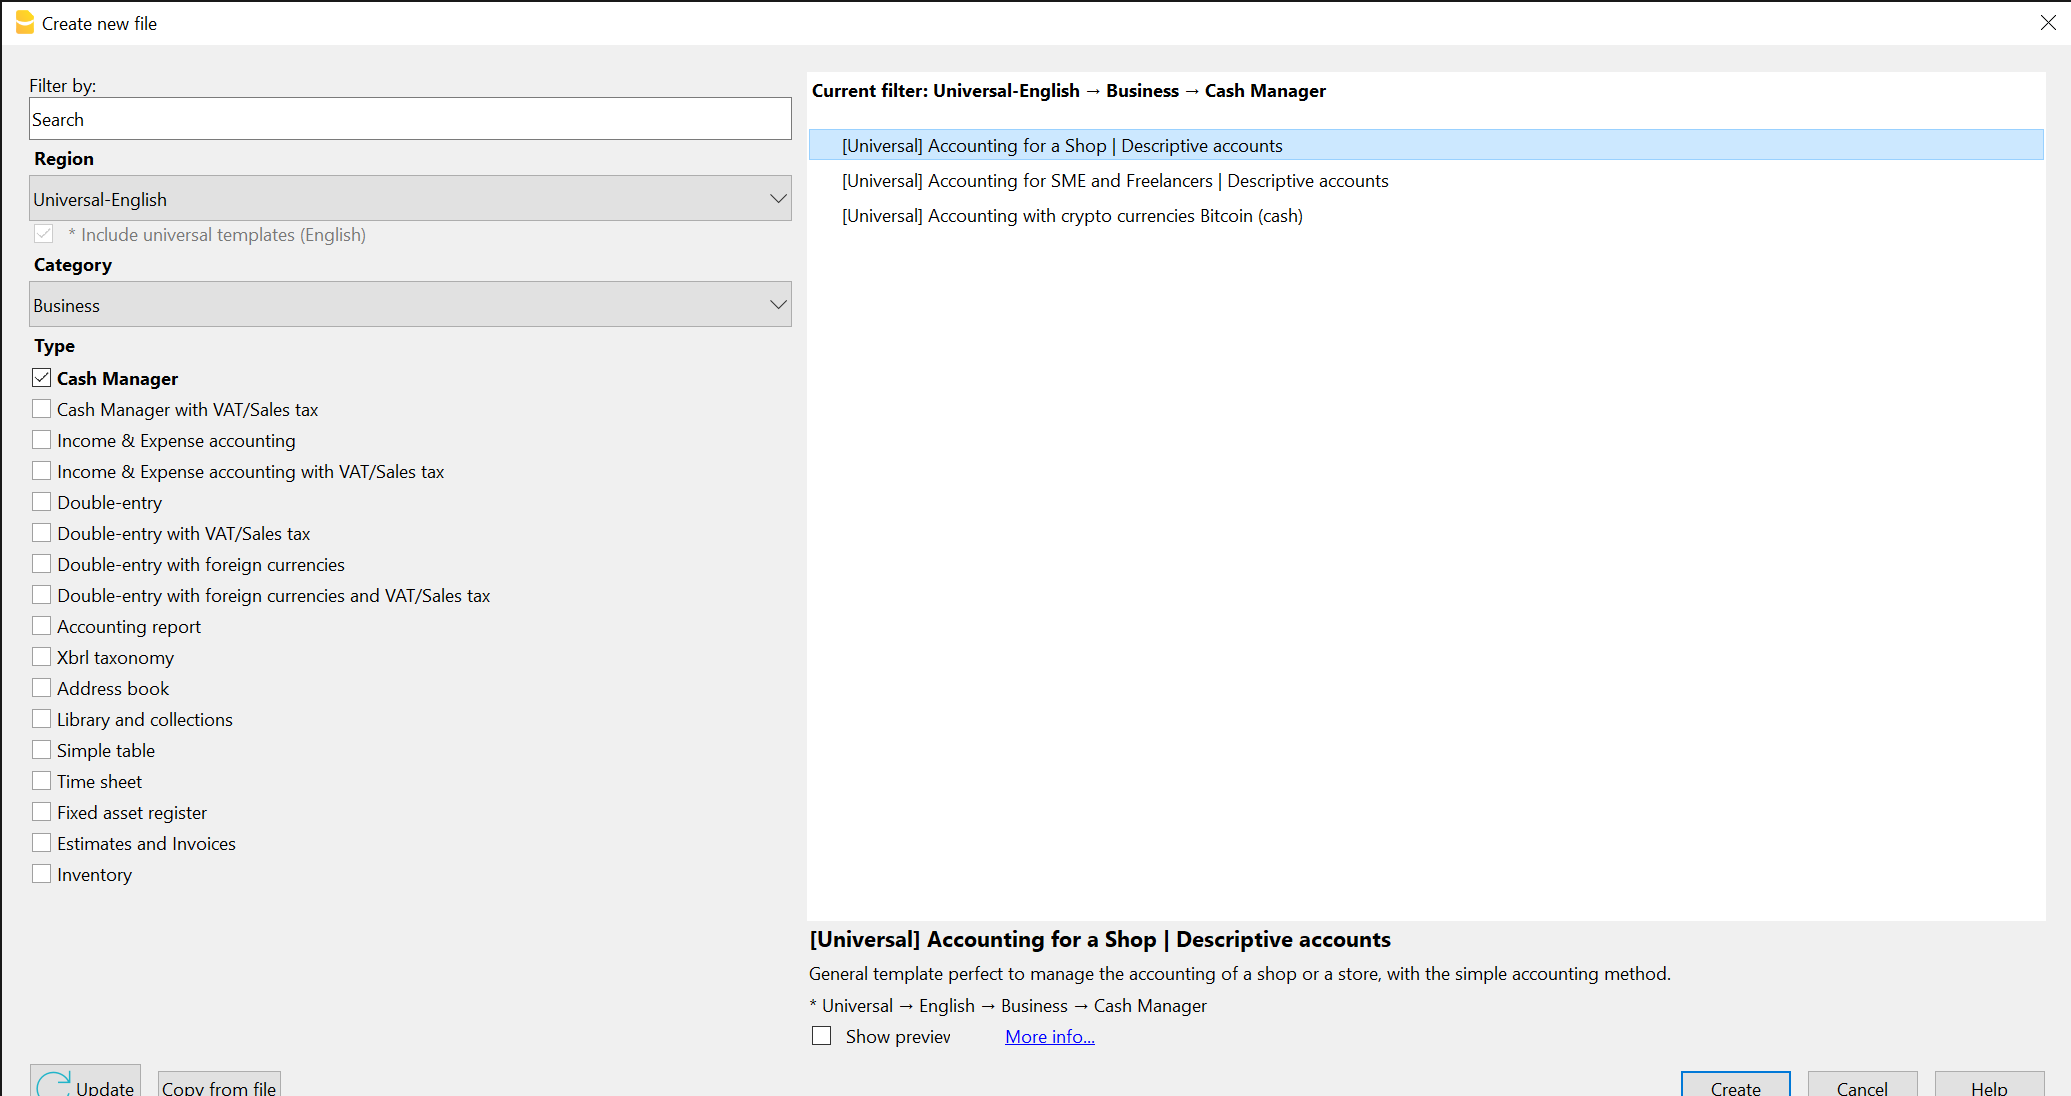 Create new file
Filter by:
Search
Region
Universal-English
* Include universal templates (English)
Category
Business
Type
Cash Manager
Cash Manager with VAT/Sales tax
Income & Expense accounting
Income & Expense accounting with VAT/Sales tax
Double-entry
Double-entry with VAT/Sales tax
Double-entry with foreign currencies
Double-entry with foreign currencies and VAT/Sales tax
Accounting report
Xbrl taxonomy
Address book
Library and collections
Simple table
Time sheet
Fixed asset register
Estimates and Invoices
Inventory
Current filter: Universal-English → Business → Cash Manager
[Universal] Accounting for a Shop | Descriptive accounts
[Universal] Accounting for SME and Freelancers | Descriptive accounts
[Universal] Accounting with crypto currencies Bitcoin (cash)
[Universal] Accounting for a Shop | Descriptive accounts
General template perfect to manage the accounting of a shop or a store, with the simple accounting method.
* Universal → English → Business → Cash Manager
Show preview More info...
Update Copy from file Create Cancel Help